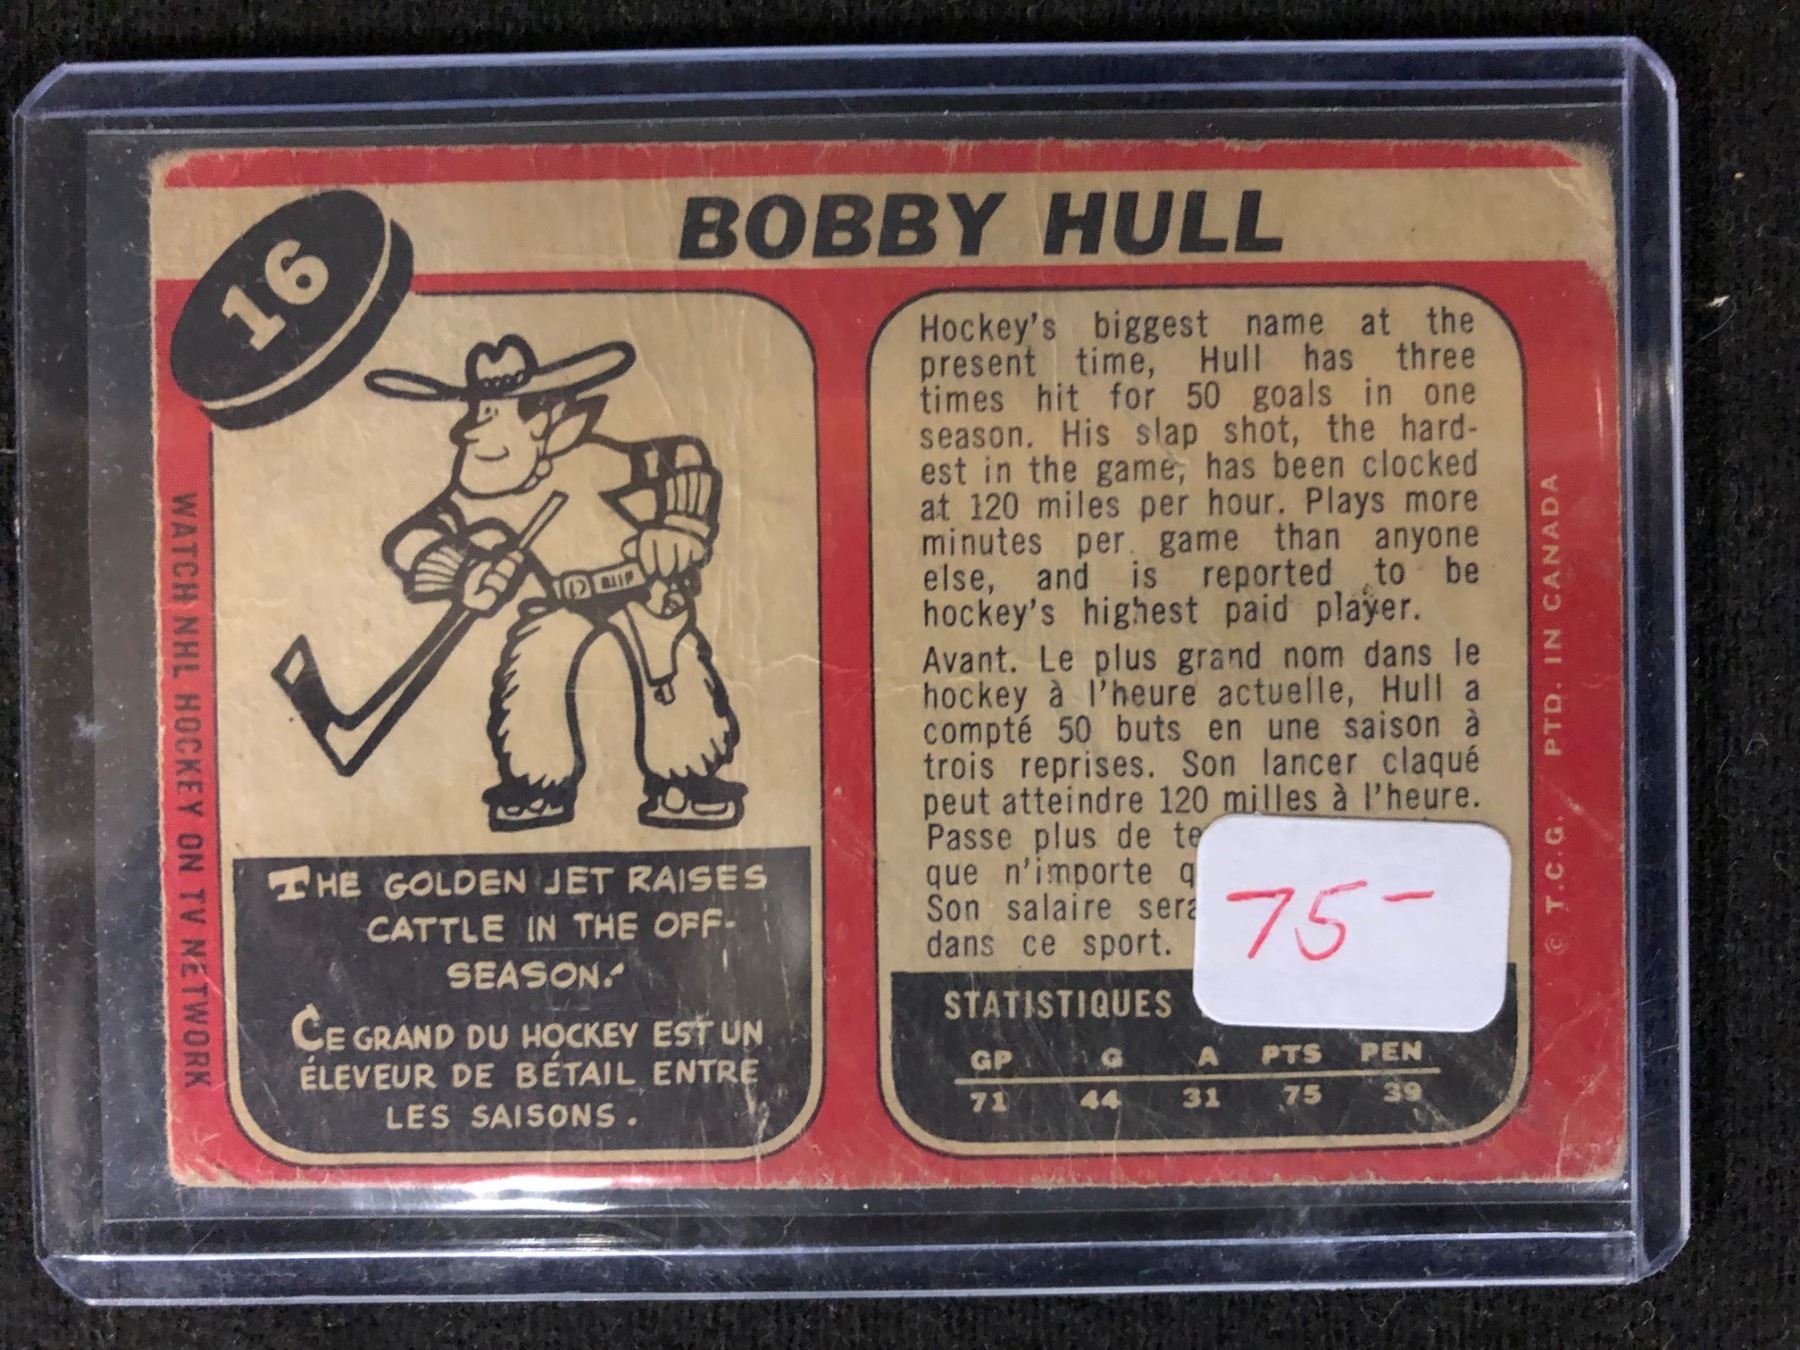 BOBBY HULL
16
WATCH NHL HOCKEY ON TV NETWORK
THE GOLDEN JET RAISES
CATTLE IN THE OFF-
SEASON.
CE GRAND DU HOCKEY EST UN
ÉLEVEUR DE BÉTAIL ENTRE
LES SAISONS.
Hockey's biggest name at the
present time, Hull has three
times hit for 50 goals in one
season. His slap shot, the hard-
est in the game, has been clocked
at 120 miles per hour. Plays more
minutes per game than anyone
else, and is reported to be
hockey's highest paid player.
Avant. Le plus grand nom dans le
hockey à l'heure actuelle, Hull a
compté 50 buts en une saison à
trois reprises. Son lancer claqué
peut atteindre 120 milles à l'heure.
Passe plus de
que n'importe
Son salaire
dans ce sport.
75-
STATISTIQUES
GP G A PTS PEN
71 44 31 75 39
© T.C.G. PTD. IN CANADA